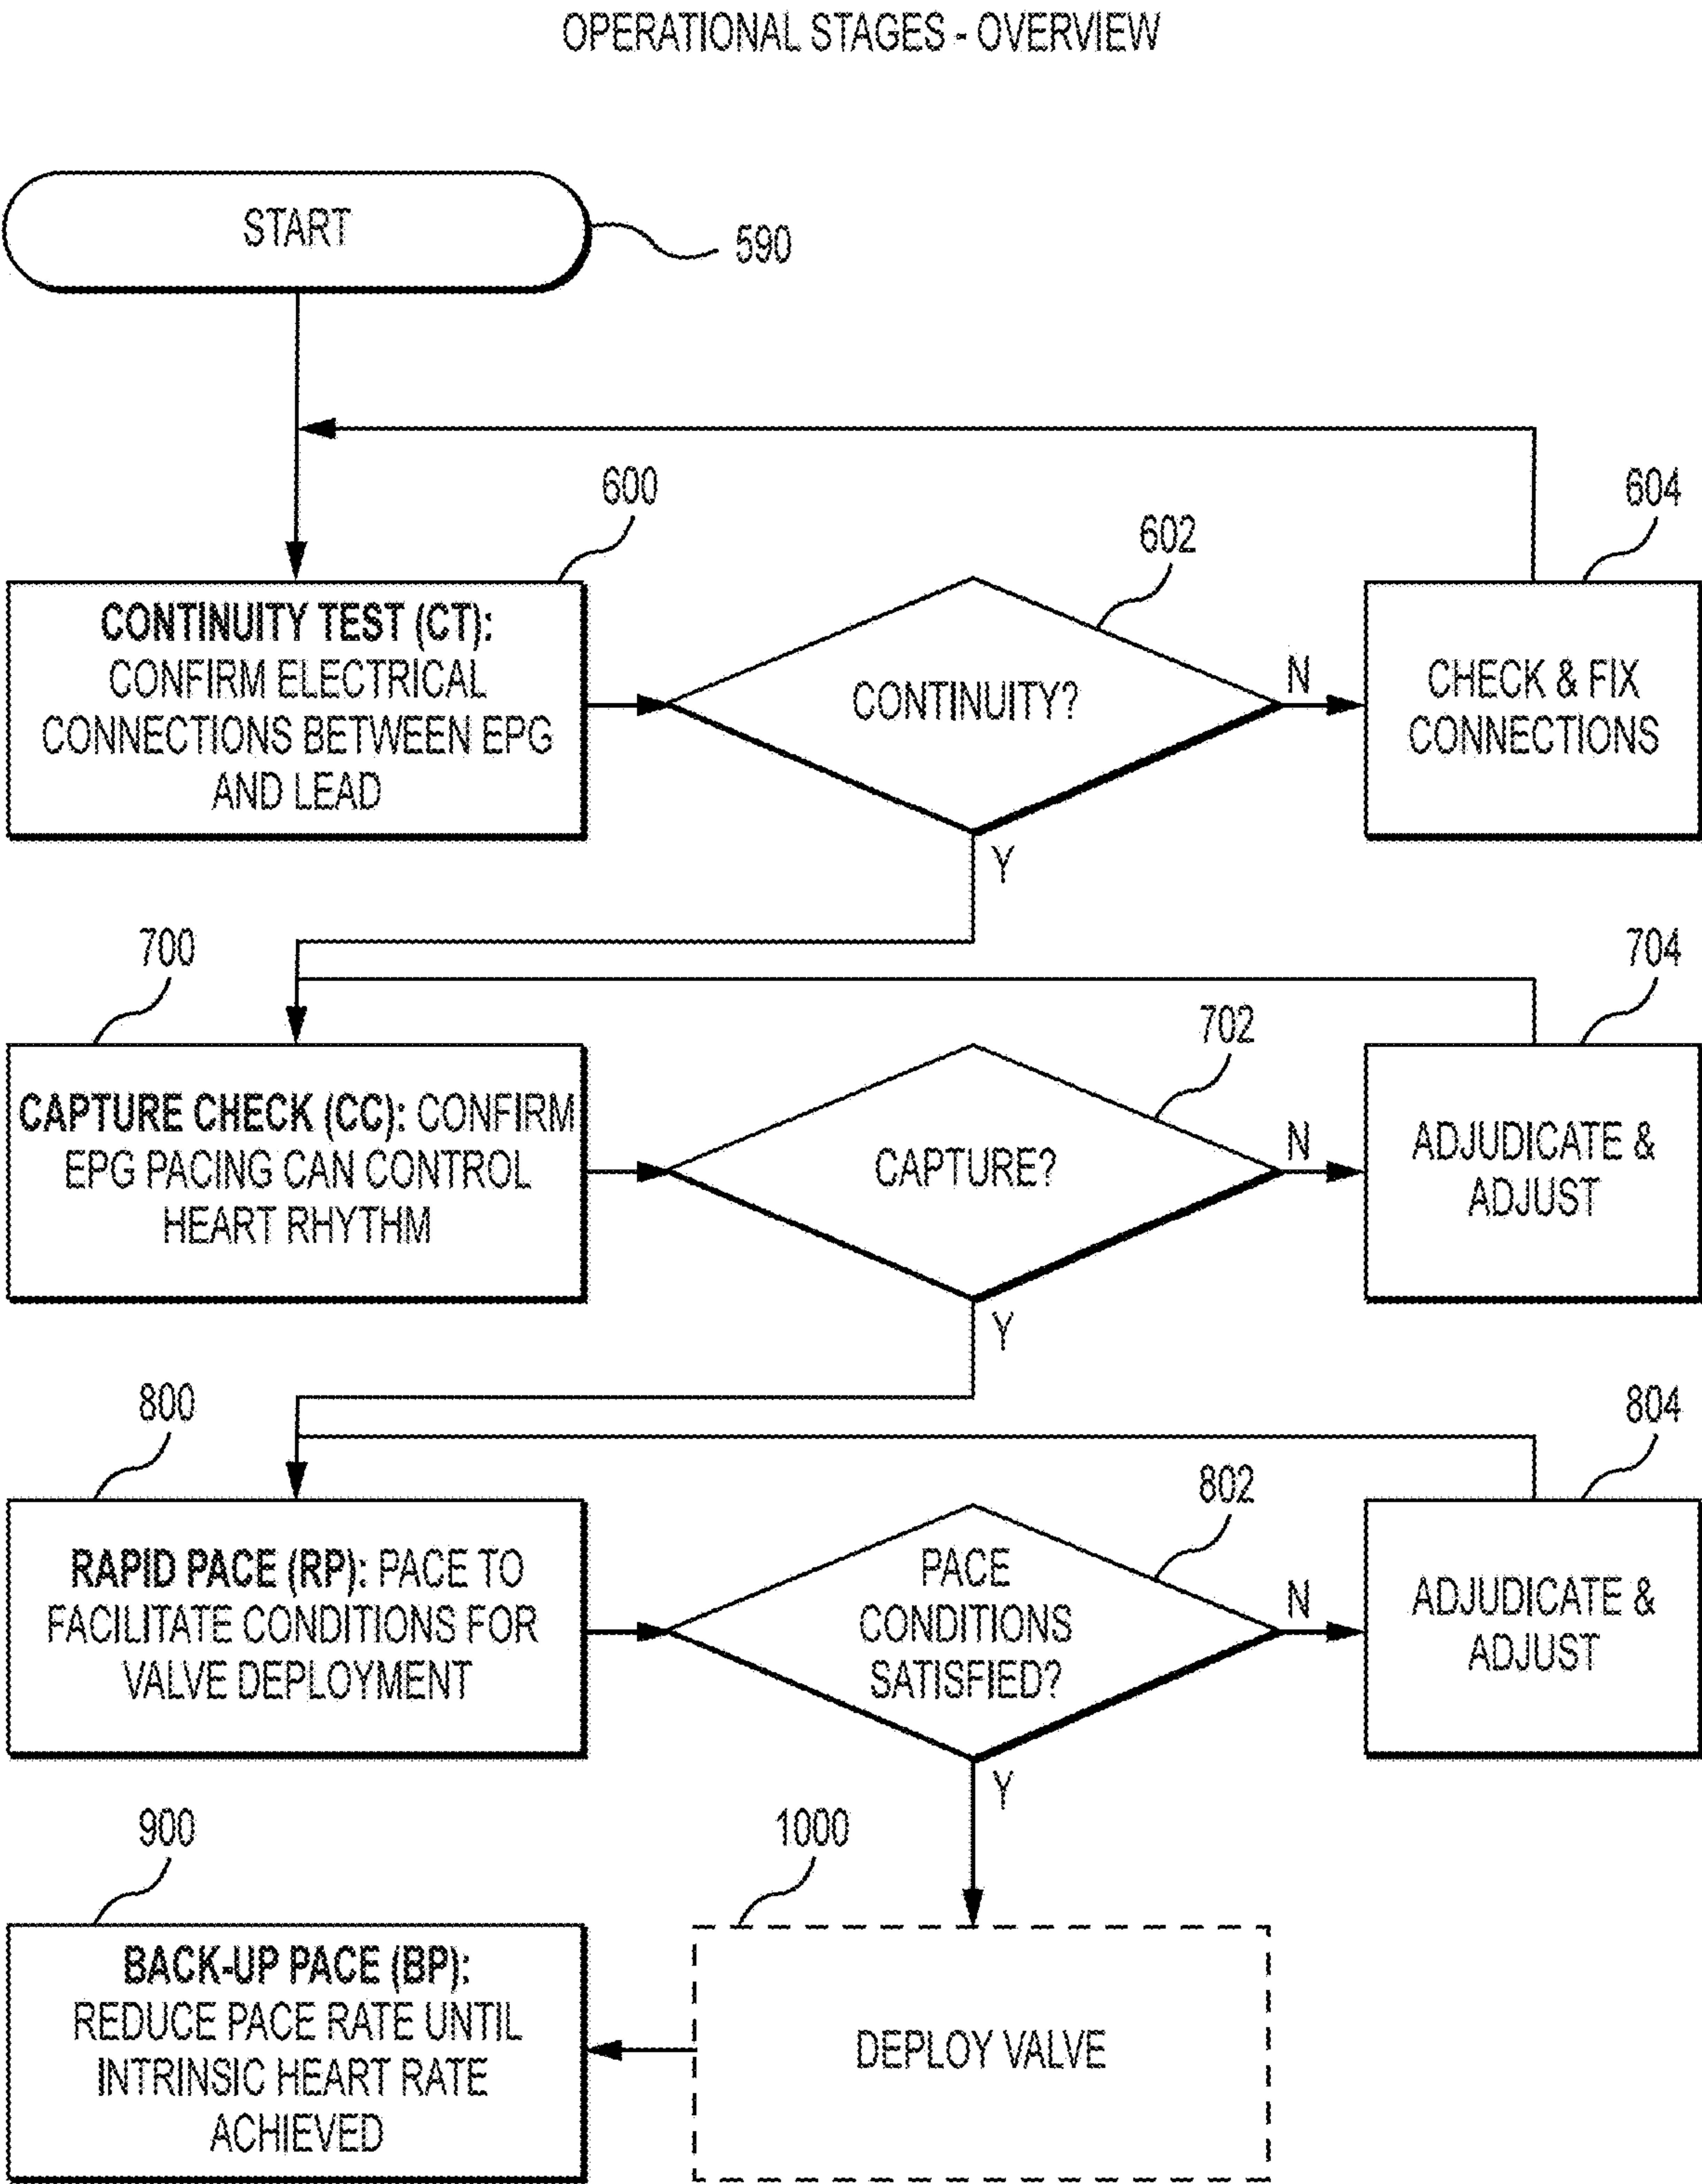 OPERATIONAL STAGES - OVERVIEW
START
590
600
602
604
CONTINUITY TEST (CT):
CONFIRM ELECTRICAL
CONNECTIONS BETWEEN EPG
AND LEAD
CONTINUITY?
N
CHECK & FIX
CONNECTIONS
Y
700
702
704
CAPTURE CHECK (CC): CONFIRM
EPG PACING CAN CONTROL
HEART RHYTHM
CAPTURE?
N
ADJUDICATE &
ADJUST
Y
800
802
804
RAPID PACE (RP): PACE TO
FACILITATE CONDITIONS FOR
VALVE DEPLOYMENT
PACE
CONDITIONS
SATISFIED?
N
ADJUDICATE &
ADJUST
Y
900
1000
BACK-UP PACE (BP):
REDUCE PACE RATE UNTIL
INTRINSIC HEART RATE
ACHIEVED
DEPLOY VALVE